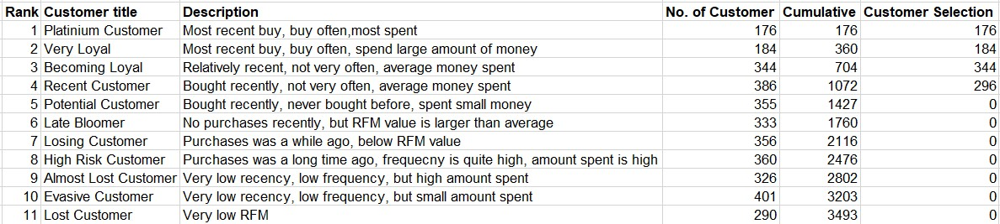 Rank Customer title Description No. of Customer Cumulative Customer Selection
1 Platinium Customer Most recent buy, buy often,most spent 176 176 176
2 Very Loyal Most recent buy, buy often, spend large amount of money 184 360 184
3 Becoming Loyal Relatively recent, not very often, average money spent 344 704 344
4 Recent Customer Bought recently, not very often, average money spent 386 1072 296
5 Potential Customer Bought recently, never bought before, spent small money 355 1427 0
6 Late Bloomer No purchases recently, but RFM value is larger than average 333 1760 0
7 Losing Customer Purchases was a while ago, below RFM value 356 2116 0
8 High Risk Customer Purchases was a long time ago, frequecny is quite high, amount spent is high 360 2476 0
9 Almost Lost Customer Very low recency, low frequency, but high amount spent 326 2802 0
10 Evasive Customer Very low recency, low frequency, but small amount spent 401 3203 0
11 Lost Customer Very low RFM 290 3493 0